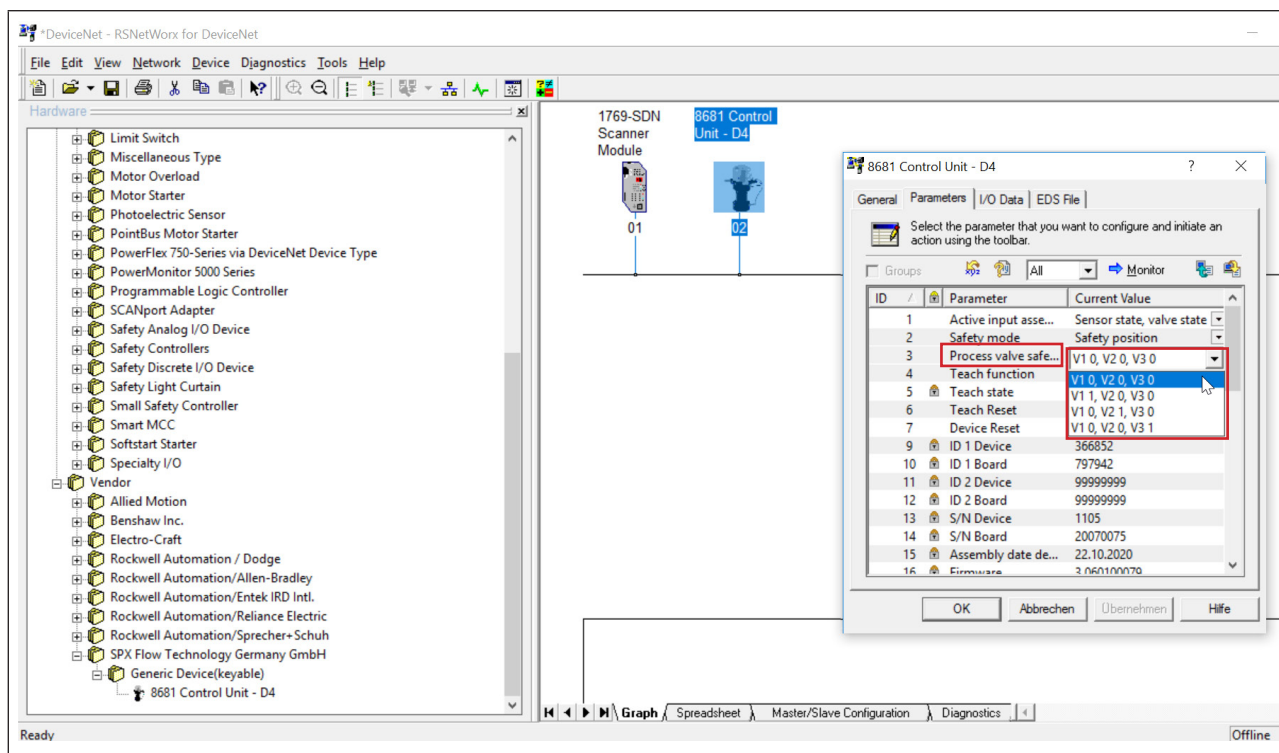 *DeviceNet - RSNetWorx for DeviceNet
File Edit View Network Device Diagnostics Tools Help
Hardware
Limit Switch
Miscellaneous Type
Motor Overload
Motor Starter
Photoelectric Sensor
PointBus Motor Starter
PowerFlex 750-Series via DeviceNet Device Type
PowerMonitor 5000 Series
Programmable Logic Controller
SCANport Adapter
Safety Analog I/O Device
Safety Controllers
Safety Discrete I/O Device
Safety Light Curtain
Small Safety Controller
Smart MCC
Softstart Starter
Specialty I/O
Vendor
Allied Motion
Benshaw Inc.
Electro-Craft
Rockwell Automation / Dodge
Rockwell Automation/Allen-Bradley
Rockwell Automation/Entek IRD Intl.
Rockwell Automation/Reliance Electric
Rockwell Automation/Sprecher+Schuh
SPX Flow Technology Germany GmbH
Generic Device(keyable)
8681 Control Unit - D4
1769-SDN
Scanner
Module
01
8681 Control
Unit - D4
02
8681 Control Unit - D4 ?
General Parameters I/O Data EDS File
Select the parameter that you want to configure and initiate an
action using the toolbar.
Groups All Monitor
ID Parameter Current Value
1 Active input asse... Sensor state, valve state
2 Safety mode Safety position
3 Process valve safe... V1 0, V2 0, V3 0
4 Teach function V1 0, V2 0, V3 0
5 Teach state V1 1, V2 0, V3 0
6 Teach Reset V1 0, V2 1, V3 0
7 Device Reset V1 0, V2 0, V3 1
9 ID 1 Device 366852
10 ID 1 Board 797942
11 ID 2 Device 99999999
12 ID 2 Board 99999999
13 S/N Device 1105
14 S/N Board 20070075
15 Assembly date de... 22.10.2020
16 Firmware 3.060100079
OK Abbrechen Übernehmen Hilfe
Graph Spreadsheet Master/Slave Configuration Diagnostics
Ready Offline